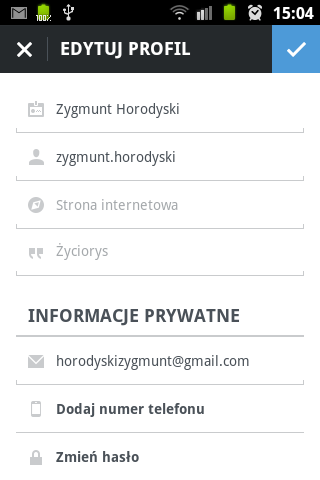 100%
15:04
EDYTUJ PROFIL
Zygmunt Horodyski
zygmunt.horodyski
Strona internetowa
Życiorys
INFORMACJE PRYWATNE
horodyskizygmunt@gmail.com
Dodaj numer telefonu
Zmień hasło